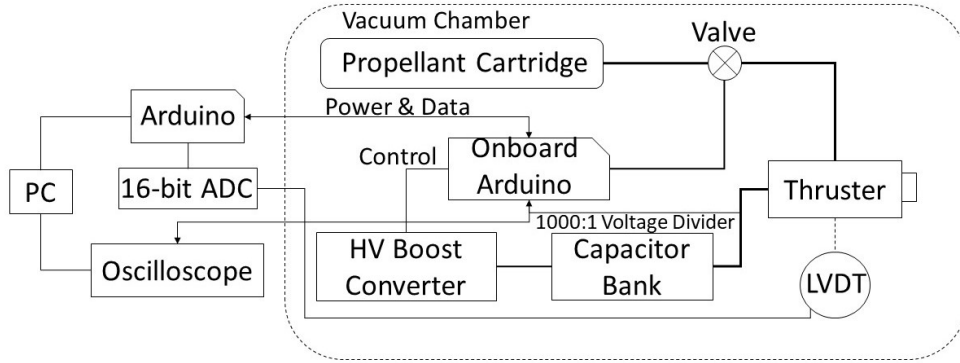 Vacuum Chamber
Propellant Cartridge
Valve
Arduino
Power & Data
Control
Onboard
Arduino
PC
16-bit ADC
Thruster
1000:1 Voltage Divider
Oscilloscope
HV Boost
Converter
Capacitor
Bank
LVDT